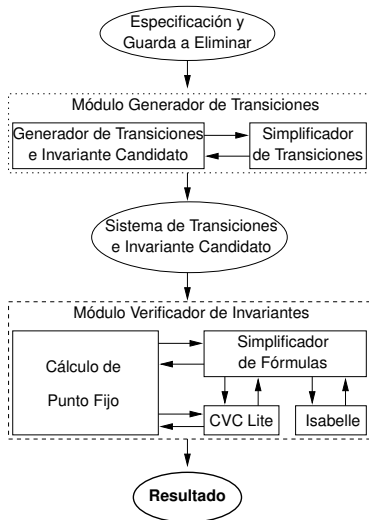 Especificación y
Guarda a Eliminar
Módulo Generador de Transiciones
Generador de Transiciones
e Invariante Candidato
Simplificador
de Transiciones
Sistema de Transiciones
e Invariante Candidato
Módulo Verificador de Invariantes
Cálculo de
Punto Fijo
Simplificador
de Fórmulas
CVC Lite
Isabelle
Resultado